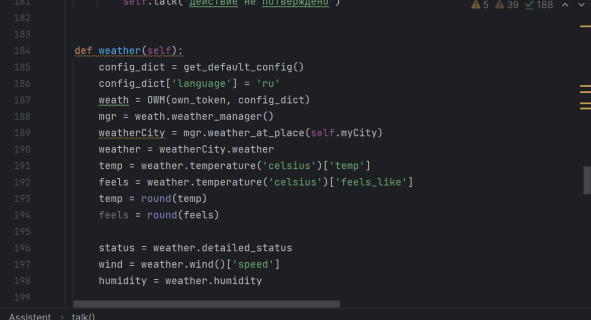 181 self.talk("действие не потверждено") 5 39 188
182
183
184 def weather(self):
185 config_dict = get_default_config()
186 config_dict['language'] = 'ru'
187 weath = OWM(own_token, config_dict)
188 mgr = weath.weather_manager()
189 weatherCity = mgr.weather_at_place(self.myCity)
190 weather = weatherCity.weather
191 temp = weather.temperature('celsius')['temp']
192 feels = weather.temperature('celsius')['feels_like']
193 temp = round(temp)
194 feels = round(feels)
195
196 status = weather.detailed_status
197 wind = weather.wind()['speed']
198 humidity = weather.humidity
199
Assistent > talk()